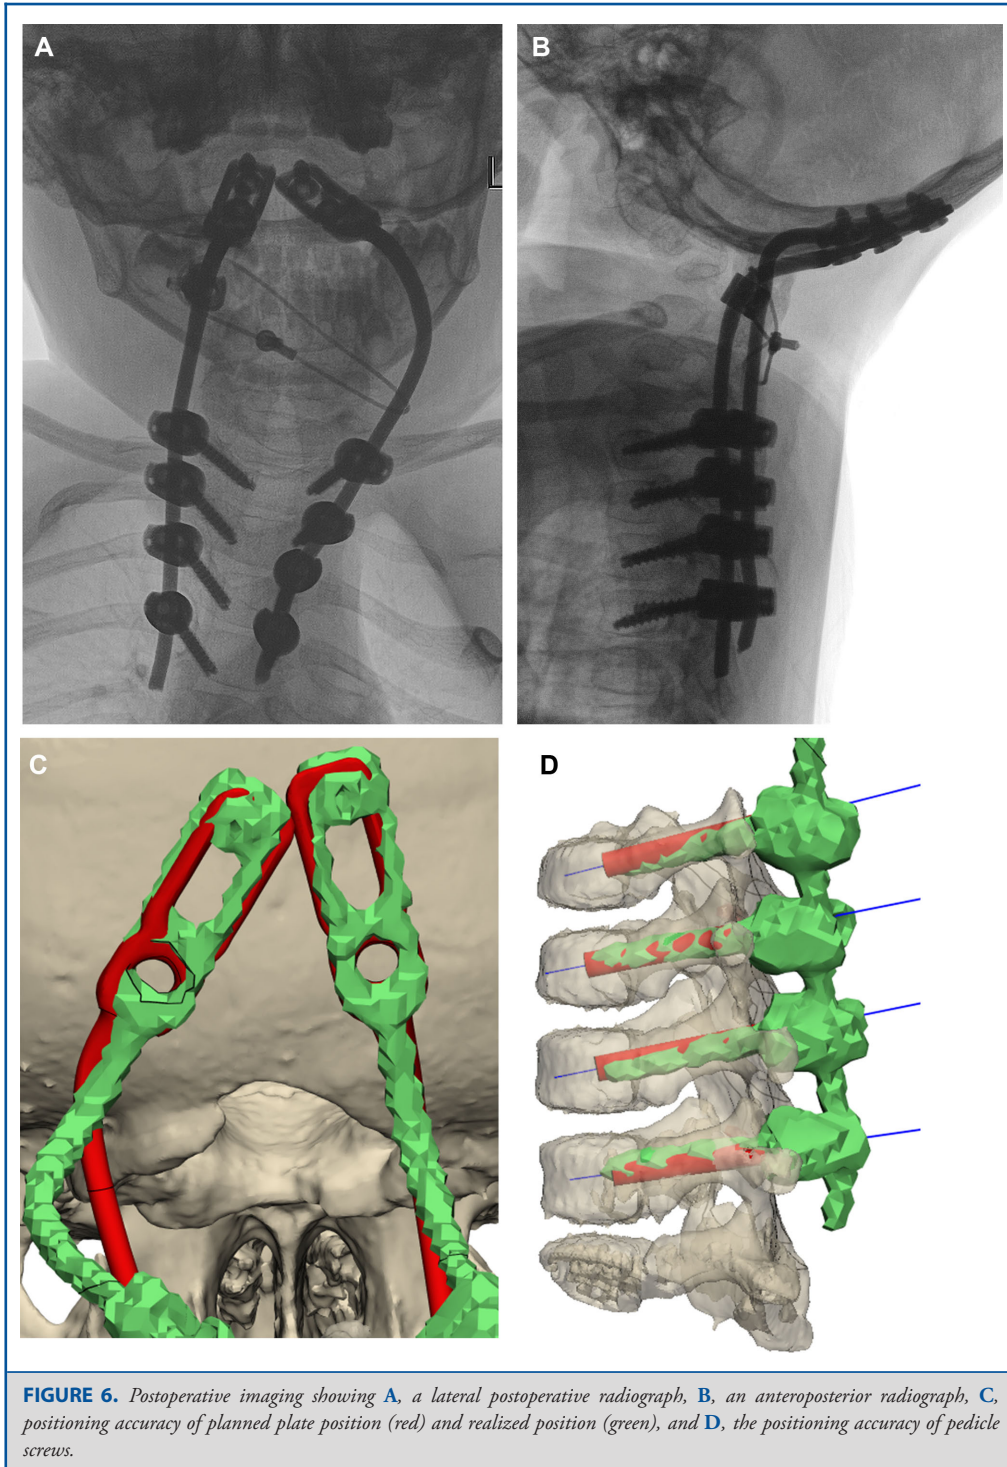 A
B
L
C
D
FIGURE 6. Postoperative imaging showing A, a lateral postoperative radiograph, B, an anteroposterior radiograph, C,
positioning accuracy of planned plate position (red) and realized position (green), and D, the positioning accuracy of pedicle
screws.